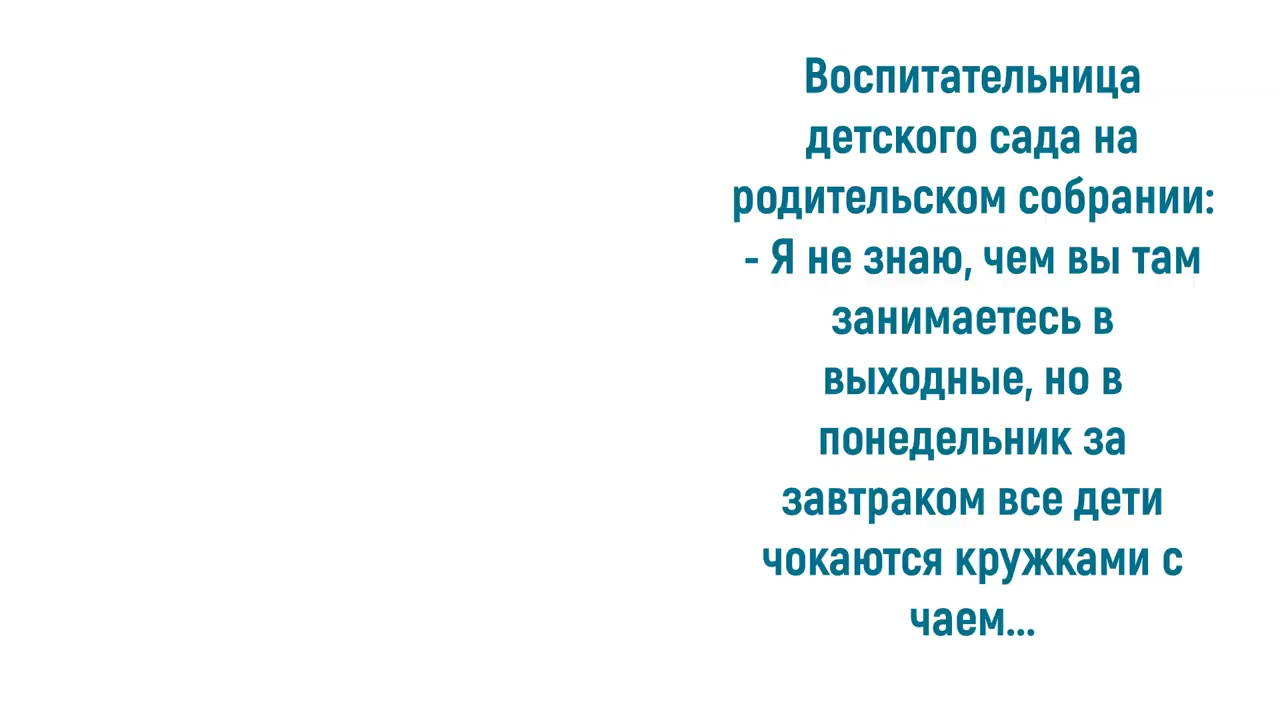 Воспитательница
детского сада на
родительском собрании:
- Я не знаю, чем вы там
занимаетесь в
выходные, но в
понедельник за
завтраком все дети
чокаются кружками с
чаем...